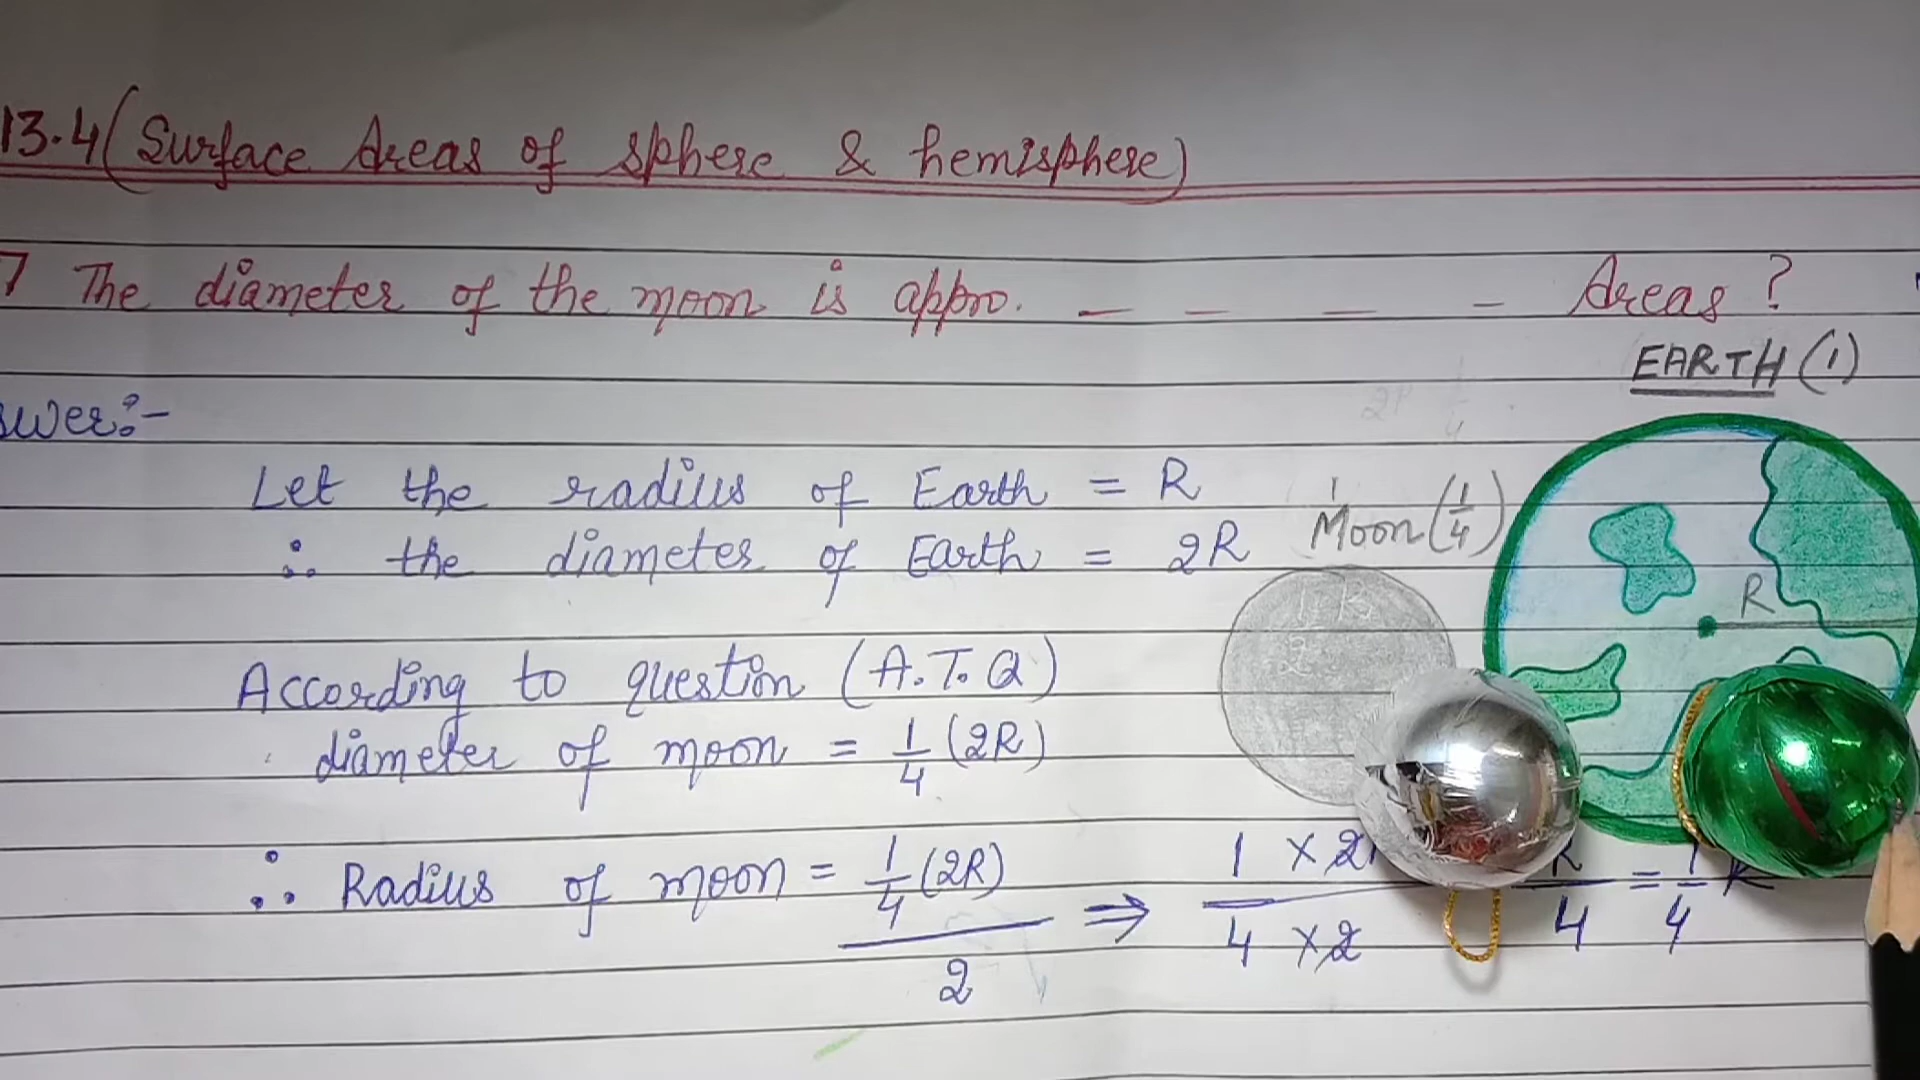 13.4 (Surface Areas of sphere & hemisphere)
7 The diameter of the moon is appro. _ _ _ _ Areas?
EARTH (1)
swer:-
Let the radius of Earth = R
Moon (1/4)
∴ the diameter of Earth = 2R
R
According to question (A.T.Q)
diameter of moon = 1/4 (2R)
∴ Radius of moon = 1/4 (2R) / 2 ⇒ 1 × 2 / 4 × 2 R/4 = 1/4 R